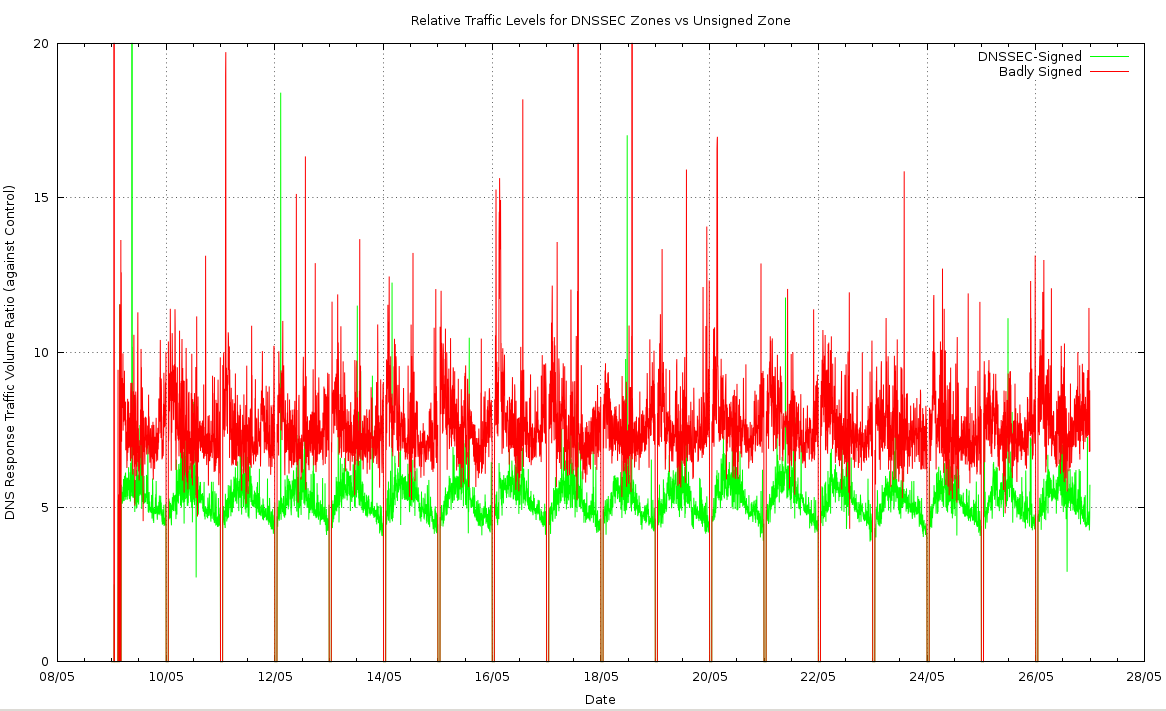 Relative Traffic Levels for DNSSEC Zones vs Unsigned Zone
DNSSEC-Signed
Badly Signed
DNS Response Traffic Volume Ratio (against Control)
20
15
10
5
0
08/05 10/05 12/05 14/05 16/05 18/05 20/05 22/05 24/05 26/05 28/05
Date